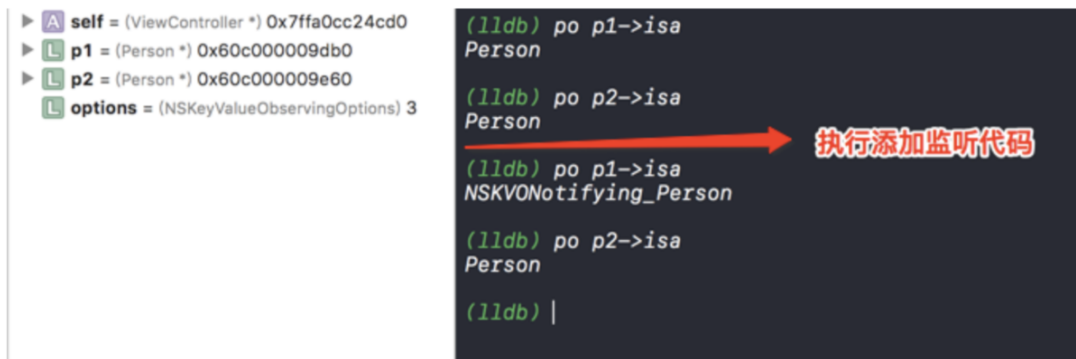 A self = (ViewController *) 0x7ffa0cc24cd0
L p1 = (Person *) 0x60c000009db0
L p2 = (Person *) 0x60c000009e60
L options = (NSKeyValueObservingOptions) 3
(lldb) po p1->isa
Person
(lldb) po p2->isa
Person
执行添加监听代码
(lldb) po p1->isa
NSKVONotifying_Person
(lldb) po p2->isa
Person
(lldb)